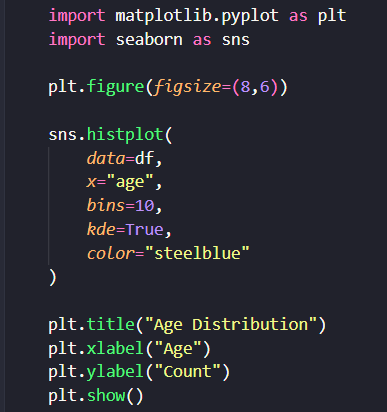 import matplotlib.pyplot as plt
import seaborn as sns
plt.figure(figsize=(8,6))
sns.histplot(
    data=df,
    x="age",
    bins=10,
    kde=True,
    color="steelblue"
)
plt.title("Age Distribution")
plt.xlabel("Age")
plt.ylabel("Count")
plt.show()